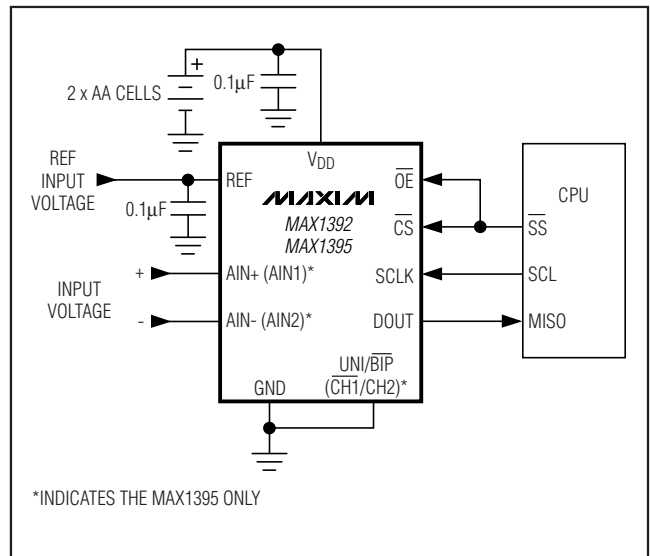 +
2 x AA CELLS
0.1μF
VDD
REF
INPUT
VOLTAGE
0.1μF
REF
MAXIM
MAX1392
MAX1395
OE
CS
SCLK
DOUT
CPU
SS
SCL
MISO
+
INPUT
VOLTAGE
-
AIN+ (AIN1)*
AIN- (AIN2)*
UNI/BIP
(CH1/CH2)*
GND
*INDICATES THE MAX1395 ONLY